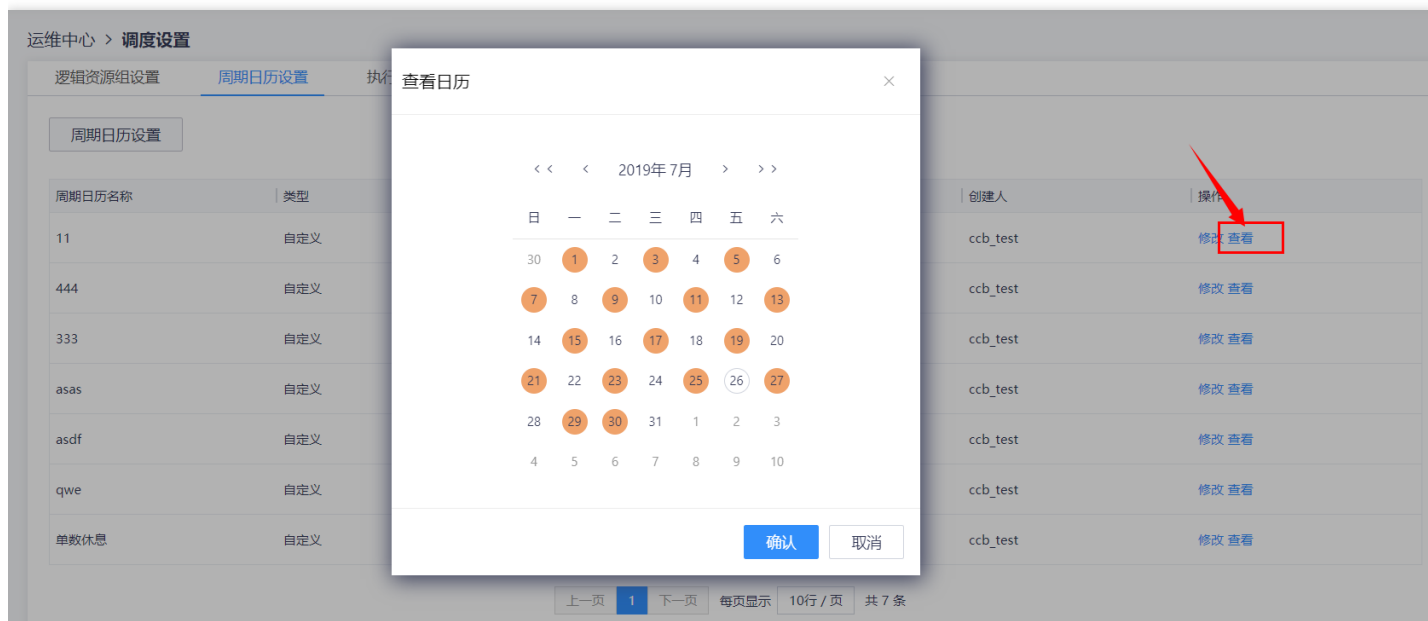 运维中心 > 调度设置
逻辑资源组设置 周期日历设置 执行
周期日历设置
周期日历名称 类型 创建人 操作
11 自定义 ccb_test 修改 查看
444 自定义 ccb_test 修改 查看
333 自定义 ccb_test 修改 查看
asas 自定义 ccb_test 修改 查看
asdf 自定义 ccb_test 修改 查看
qwe 自定义 ccb_test 修改 查看
单数休息 自定义 ccb_test 修改 查看
上一页 1 下一页 每页显示 10行 / 页 共 7 条
查看日历 ×
<< < 2019年 7月 > >>
日 一 二 三 四 五 六
30 1 2 3 4 5 6
7 8 9 10 11 12 13
14 15 16 17 18 19 20
21 22 23 24 25 26 27
28 29 30 31 1 2 3
4 5 6 7 8 9 10
确认 取消